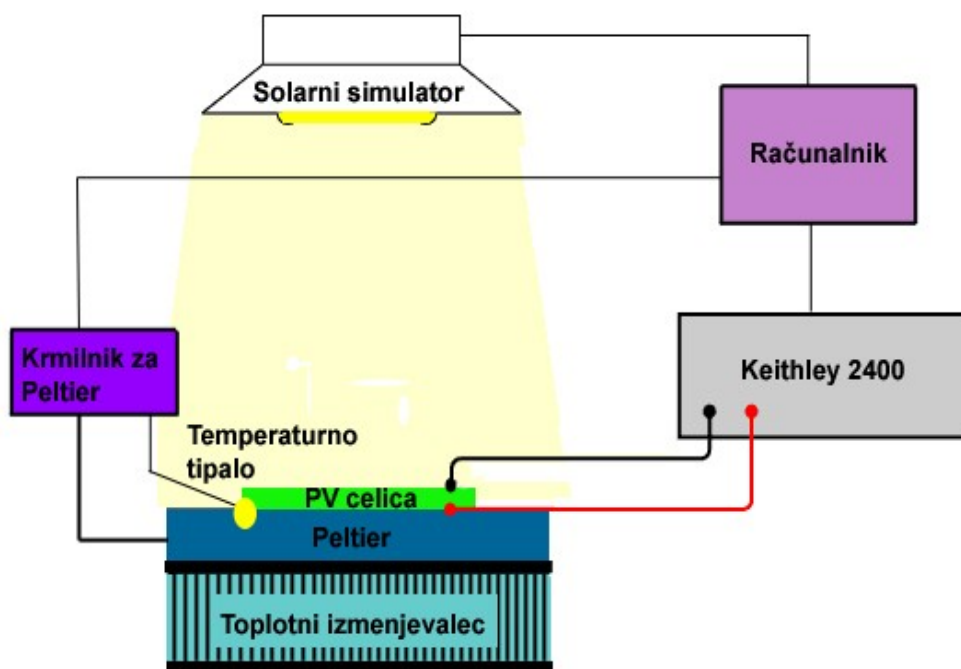 Solarni simulator
Računalnik
Krmilnik za
Peltier
Keithley 2400
Temperaturno
tipalo
PV celica
Peltier
Toplotni izmenjevalec